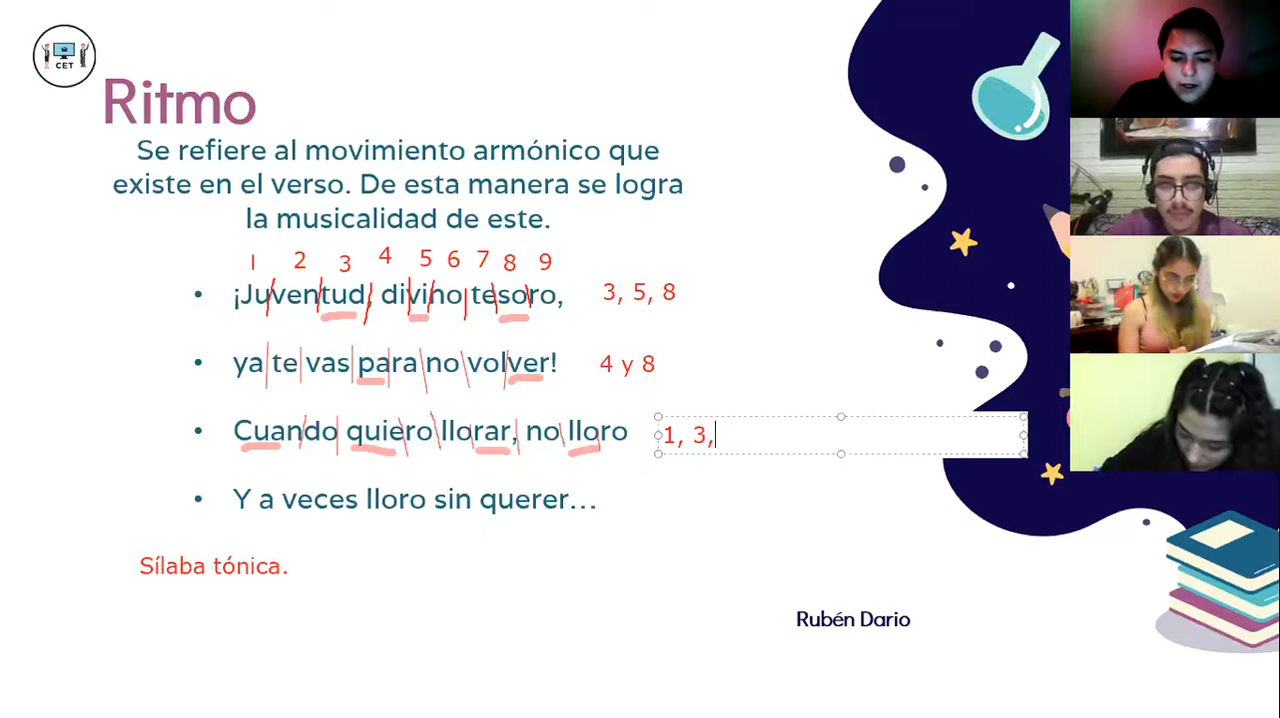 CET
Ritmo
Se refiere al movimiento armónico que
existe en el verso. De esta manera se logra
la musicalidad de este.
1 2 3 4 5 6 7 8 9
• ¡Juventud, divino tesoro, 3, 5, 8
• ya te vas para no volver! 4 y 8
• Cuando quiero llorar, no lloro 1, 3,
• Y a veces lloro sin querer...
Sílaba tónica.
Rubén Dario